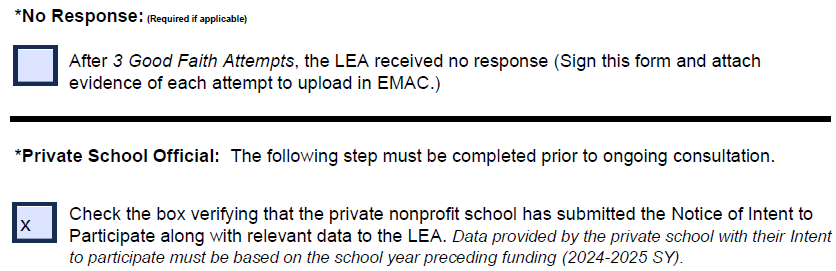 *No Response: (Required if applicable)
After 3 Good Faith Attempts, the LEA received no response (Sign this form and attach
evidence of each attempt to upload in EMAC.)
*Private School Official: The following step must be completed prior to ongoing consultation.
x
Check the box verifying that the private nonprofit school has submitted the Notice of Intent to
Participate along with relevant data to the LEA. Data provided by the private school with their Intent
to participate must be based on the school year preceding funding (2024-2025 SY).